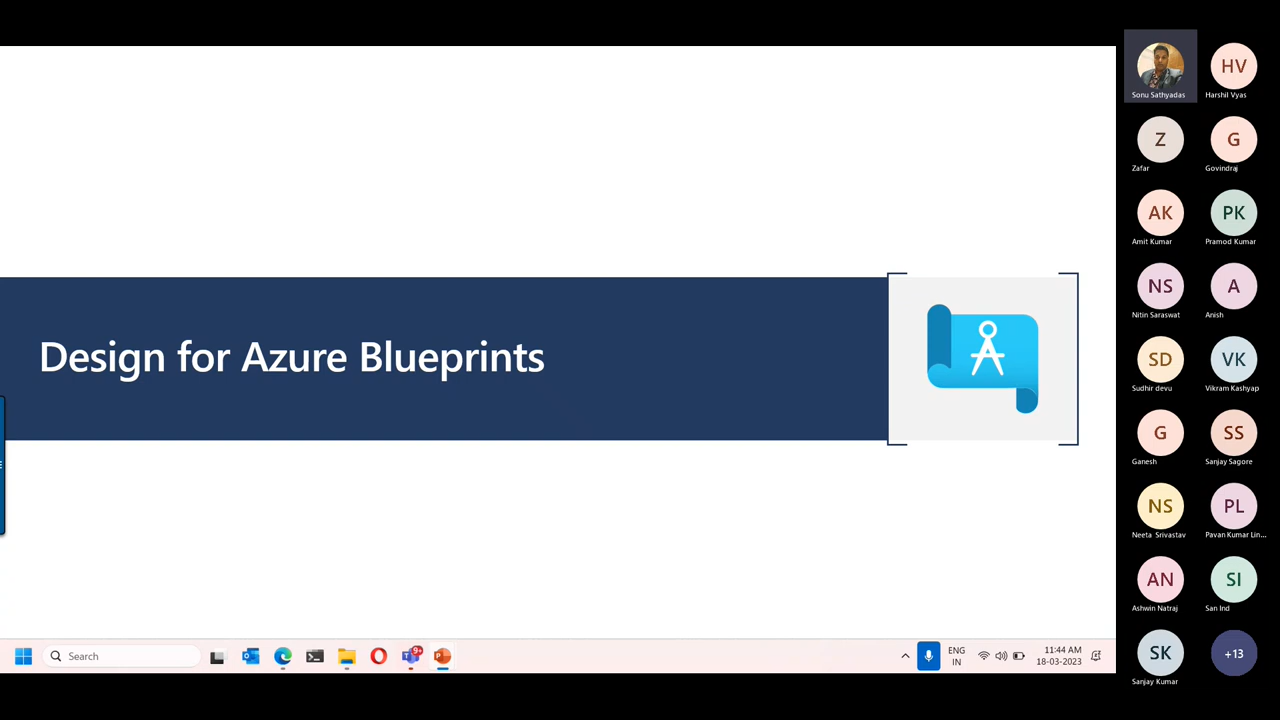 Design for Azure Blueprints
Search
9+
ENG
IN
11:44 AM
18-03-2023
Sonu Sathyadas
HV
Harshil Vyas
Z
Zafar
G
Govindraj
AK
Amit Kumar
PK
Pramod Kumar
NS
Nitin Saraswat
A
Anish
SD
Sudhir devu
VK
Vikram Kashyap
G
Ganesh
SS
Sanjay Sagore
NS
Neeta Srivastav
PL
Pavan Kumar Lin...
AN
Ashwin Natraj
SI
San Ind
SK
Sanjay Kumar
+13